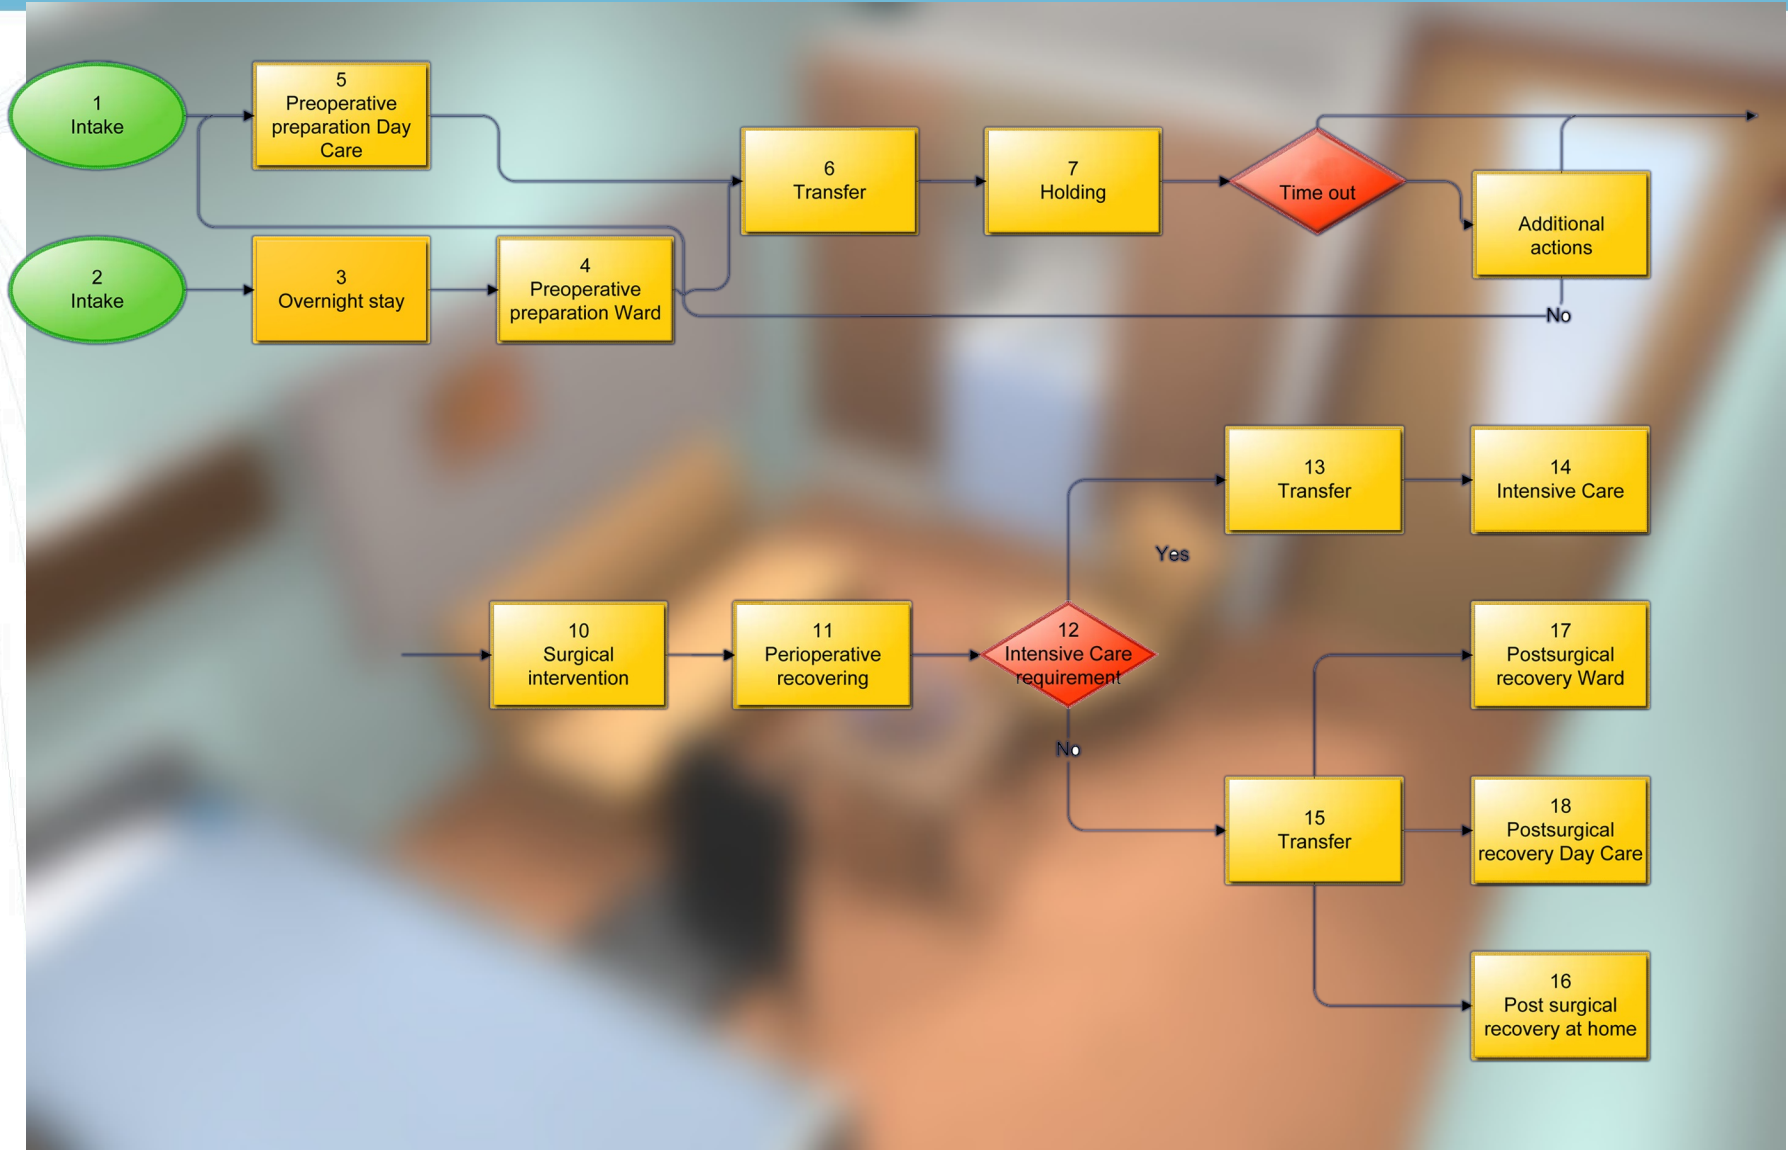 1
Intake
5
Preoperative
preparation Day
Care
6
Transfer
7
Holding
Time out
Additional
actions
2
Intake
3
Overnight stay
4
Preoperative
preparation Ward
No
13
Transfer
14
Intensive Care
Yes
10
Surgical
intervention
11
Perioperative
recovering
12
Intensive Care
requirement
17
Postsurgical
recovery Ward
No
15
Transfer
18
Postsurgical
recovery Day Care
16
Post surgical
recovery at home